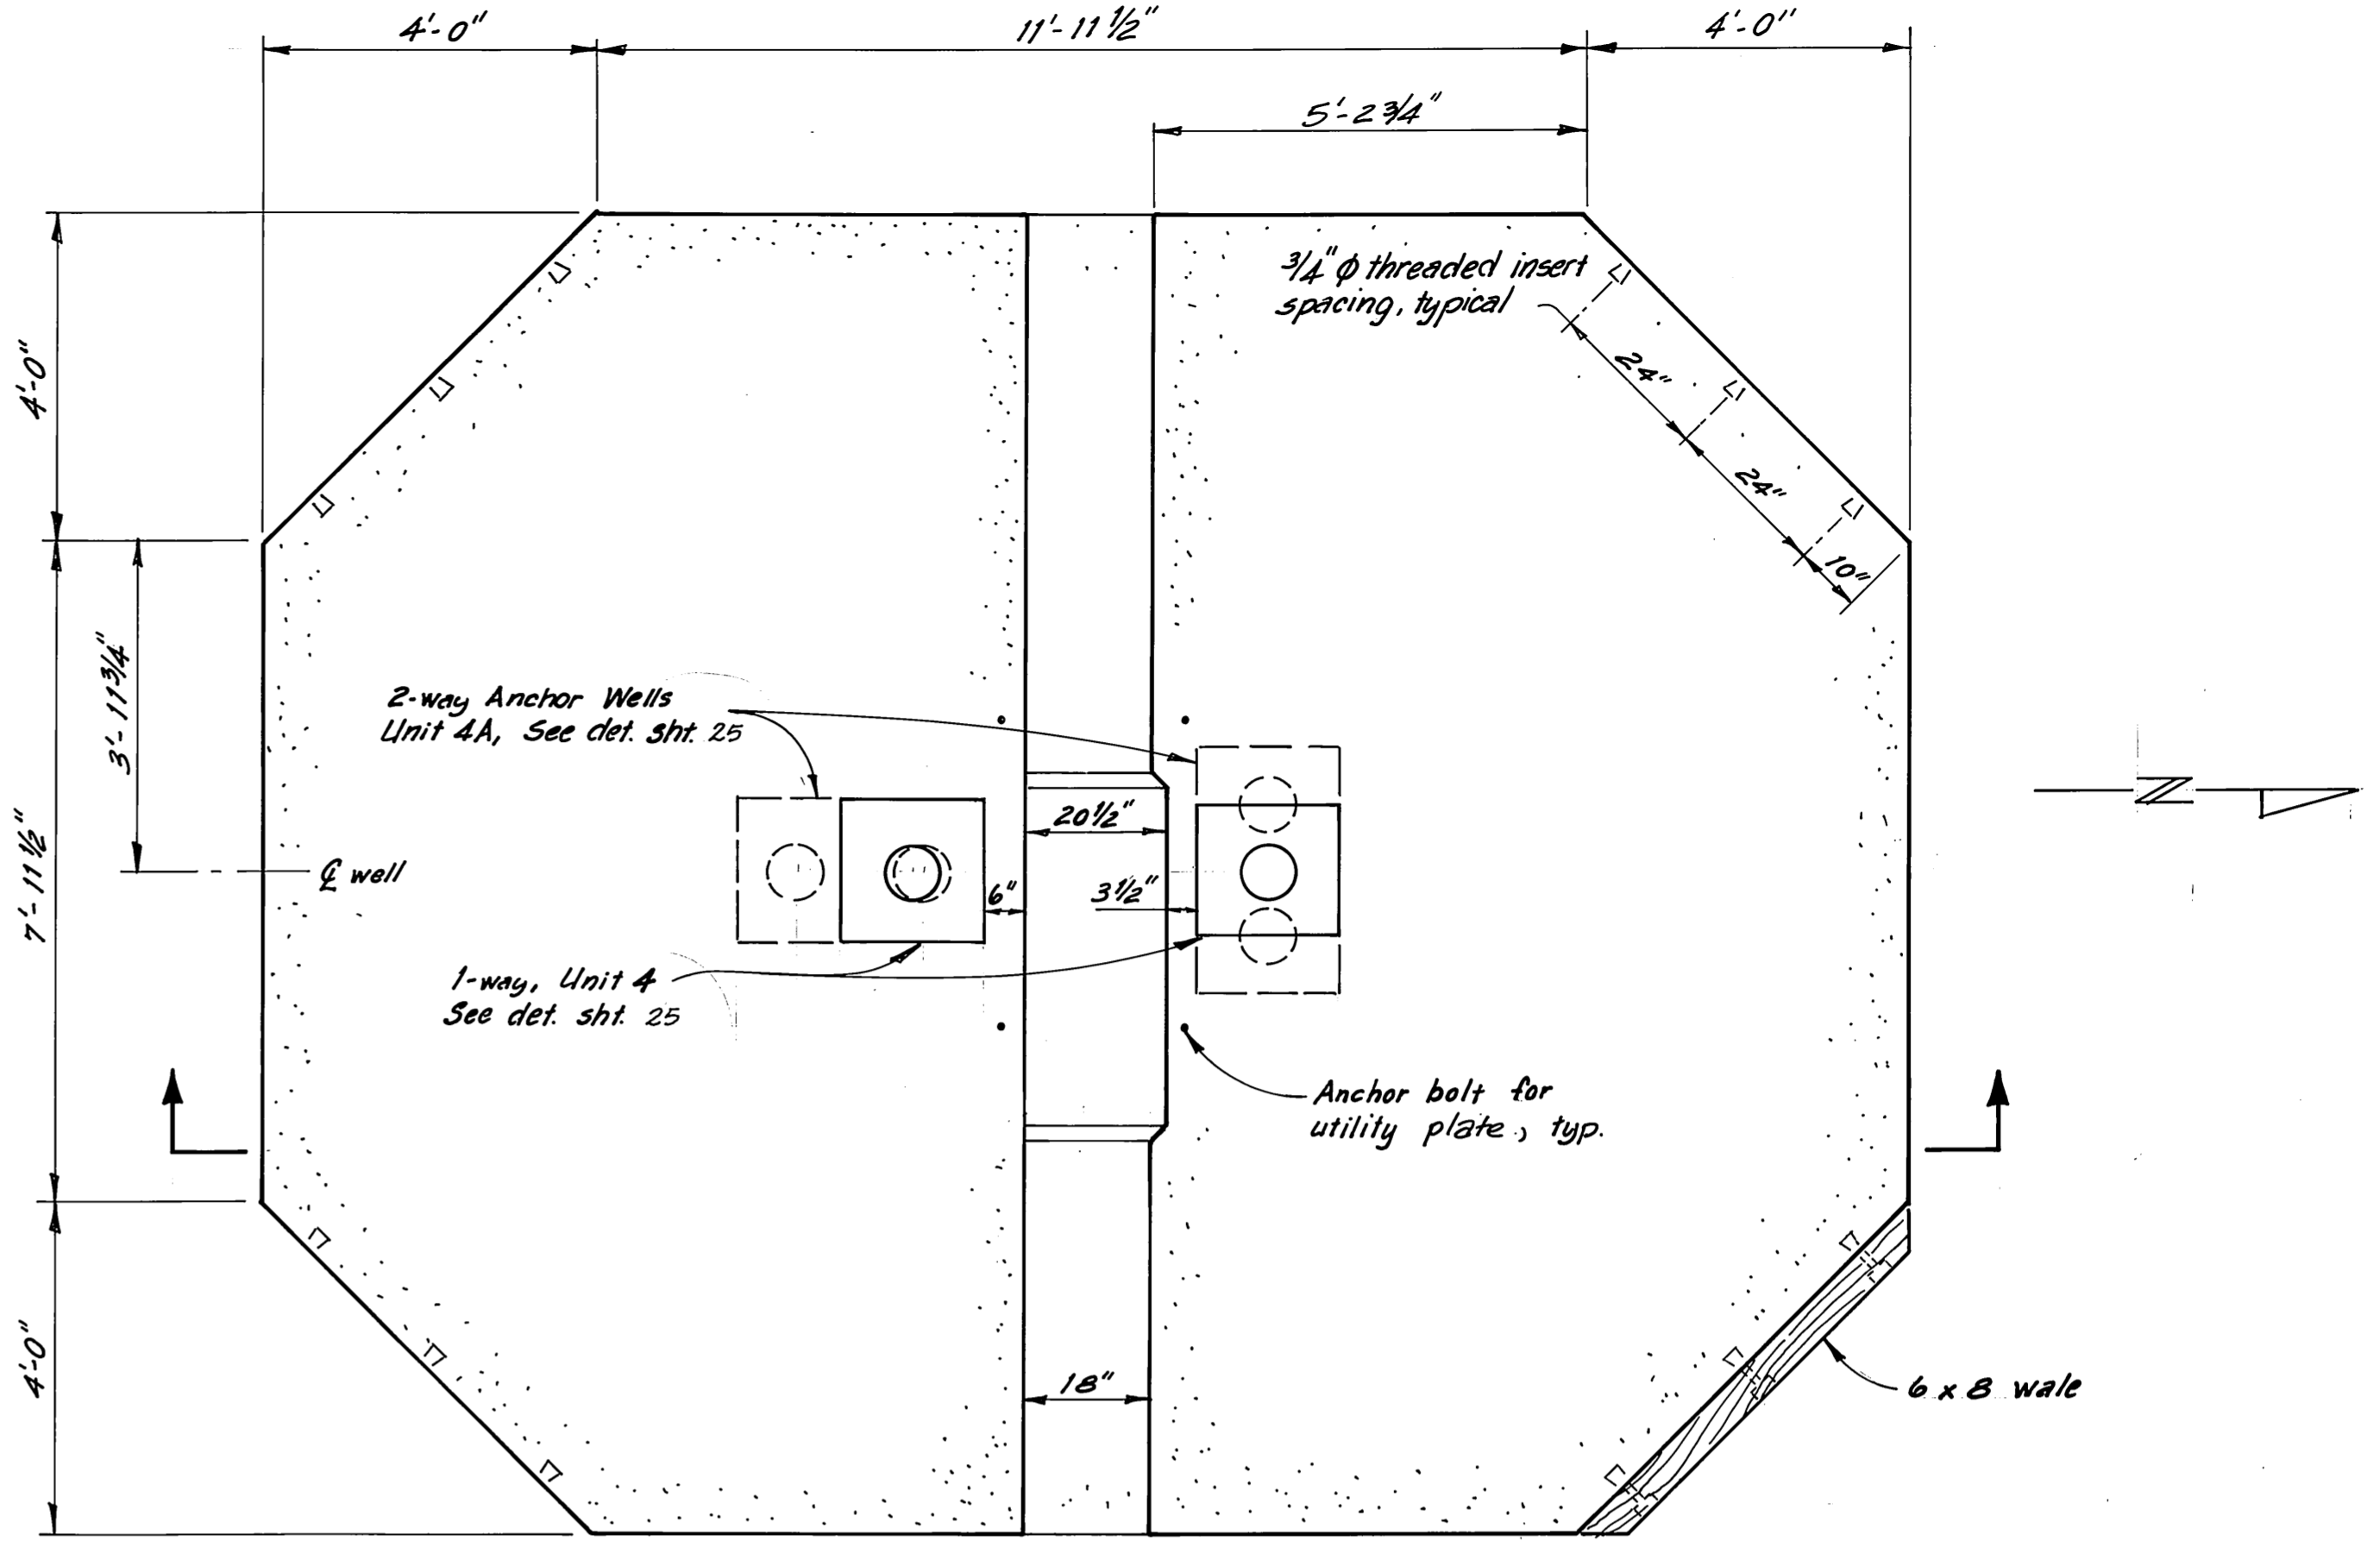 4'-0"
11'-11 1/2"
4'-0"
5'-2 3/4"
3/4" φ threaded insert
spacing, typical
4'-0"
24"
24"
10"
3'-11 3/4"
7'-11 1/2"
2-way Anchor Wells
Unit 4A, See det. sht. 25
20 1/2"
℄ well
6"
3 1/2"
1-way, Unit 4
See det. sht. 25
Anchor bolt for
utility plate, typ.
4'-0"
18"
6 x 8 wale
N